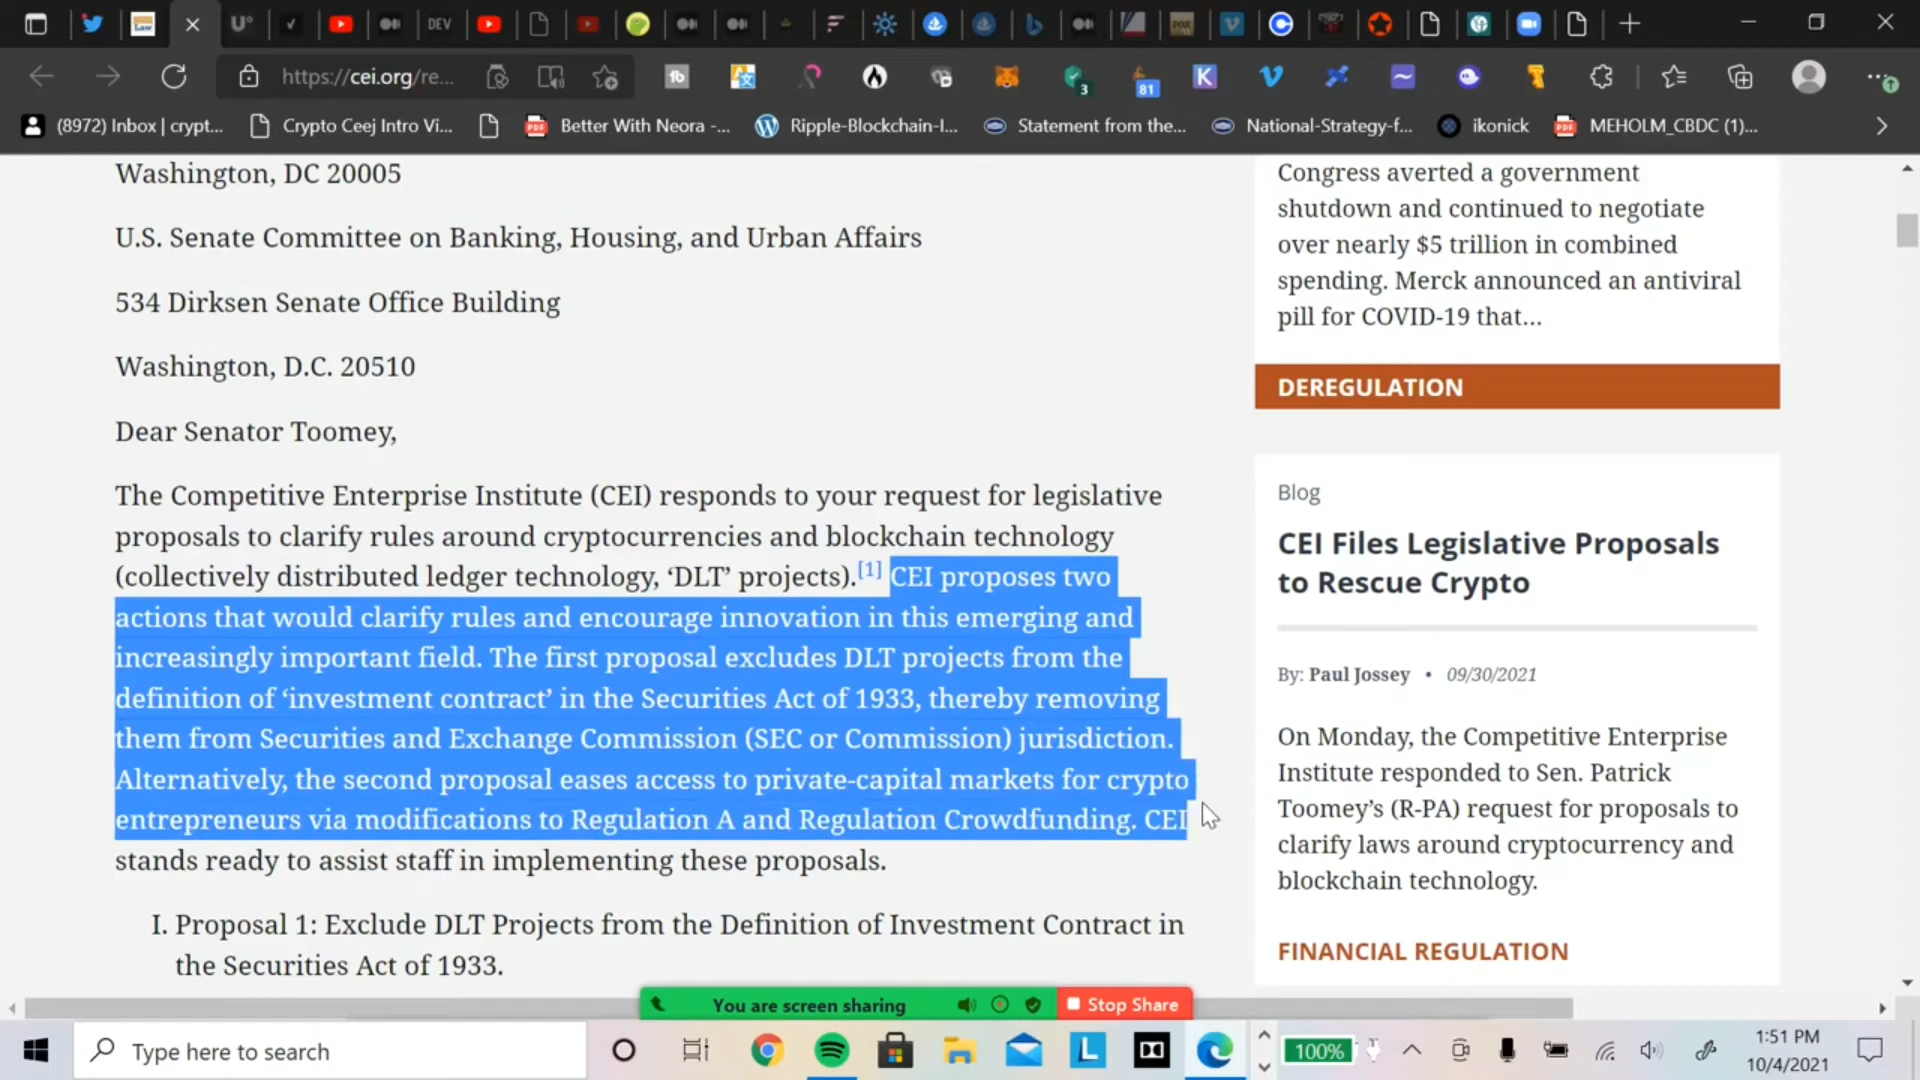 DEV
https://cei.org/re...
3
81
(8972) Inbox | crypt...
Crypto Ceej Intro Vi...
Better With Neora -...
Ripple-Blockchain-I...
Statement from the...
National-Strategy-f...
ikonick
MEHOLM_CBDC (1)...
Washington, DC 20005
U.S. Senate Committee on Banking, Housing, and Urban Affairs
534 Dirksen Senate Office Building
Washington, D.C. 20510
Dear Senator Toomey,
The Competitive Enterprise Institute (CEI) responds to your request for legislative
proposals to clarify rules around cryptocurrencies and blockchain technology
(collectively distributed ledger technology, ‘DLT’ projects).[1] CEI proposes two
actions that would clarify rules and encourage innovation in this emerging and
increasingly important field. The first proposal excludes DLT projects from the
definition of ‘investment contract’ in the Securities Act of 1933, thereby removing
them from Securities and Exchange Commission (SEC or Commission) jurisdiction.
Alternatively, the second proposal eases access to private-capital markets for crypto
entrepreneurs via modifications to Regulation A and Regulation Crowdfunding. CEI
stands ready to assist staff in implementing these proposals.
I. Proposal 1: Exclude DLT Projects from the Definition of Investment Contract in
the Securities Act of 1933.
Congress averted a government
shutdown and continued to negotiate
over nearly $5 trillion in combined
spending. Merck announced an antiviral
pill for COVID-19 that...
DEREGULATION
Blog
CEI Files Legislative Proposals
to Rescue Crypto
By: Paul Jossey • 09/30/2021
On Monday, the Competitive Enterprise
Institute responded to Sen. Patrick
Toomey’s (R-PA) request for proposals to
clarify laws around cryptocurrency and
blockchain technology.
FINANCIAL REGULATION
You are screen sharing
Stop Share
Type here to search
100%
1:51 PM
10/4/2021